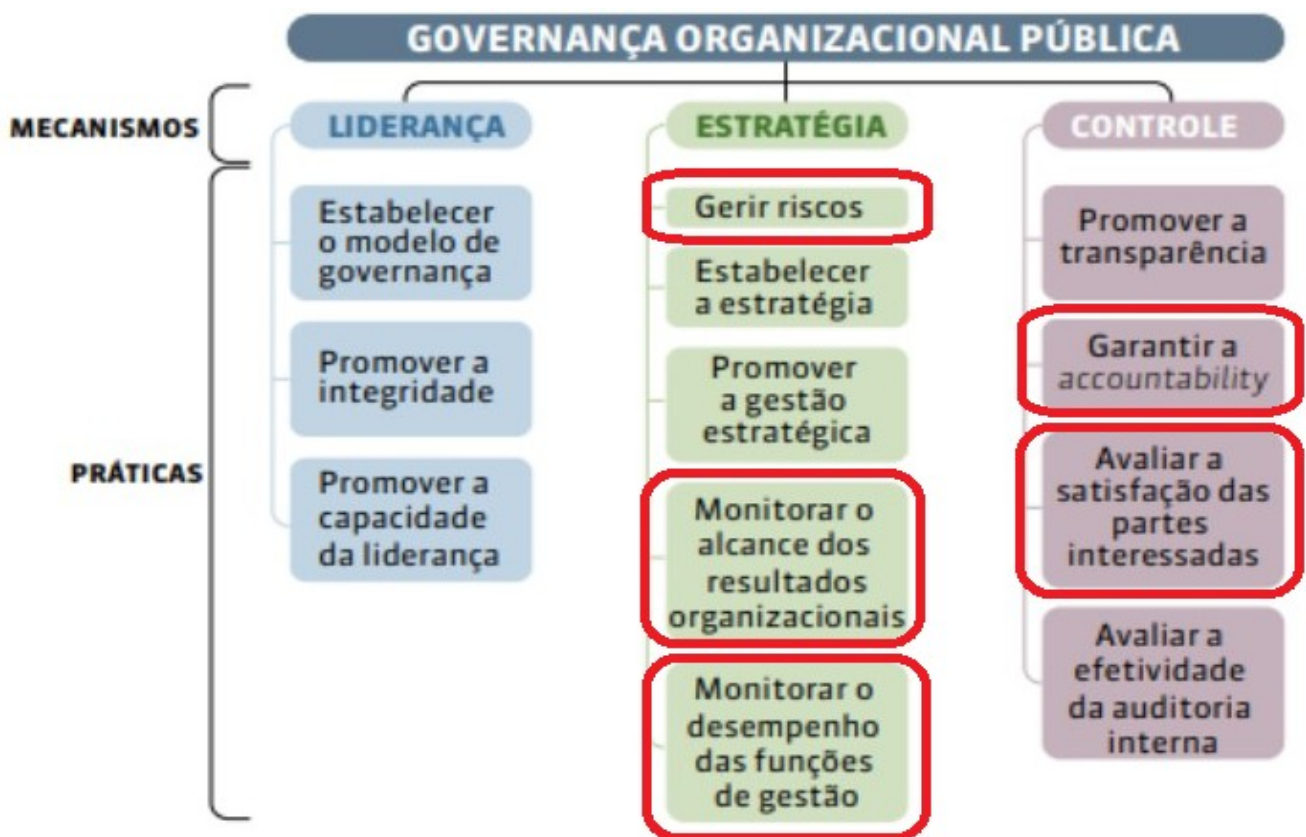 GOVERNANÇA ORGANIZACIONAL PÚBLICA
MECANISMOS
LIDERANÇA
ESTRATÉGIA
CONTROLE
PRÁTICAS
Estabelecer
o modelo de
governança
Promover a
integridade
Promover a
capacidade
da liderança
Gerir riscos
Estabelecer
a estratégia
Promover
a gestão
estratégica
Monitorar o
alcance dos
resultados
organizacionais
Monitorar o
desempenho
das funções
de gestão
Promover a
transparência
Garantir a
accountability
Avaliar a
satisfação das
partes
interessadas
Avaliar a
efetividade
da auditoria
interna